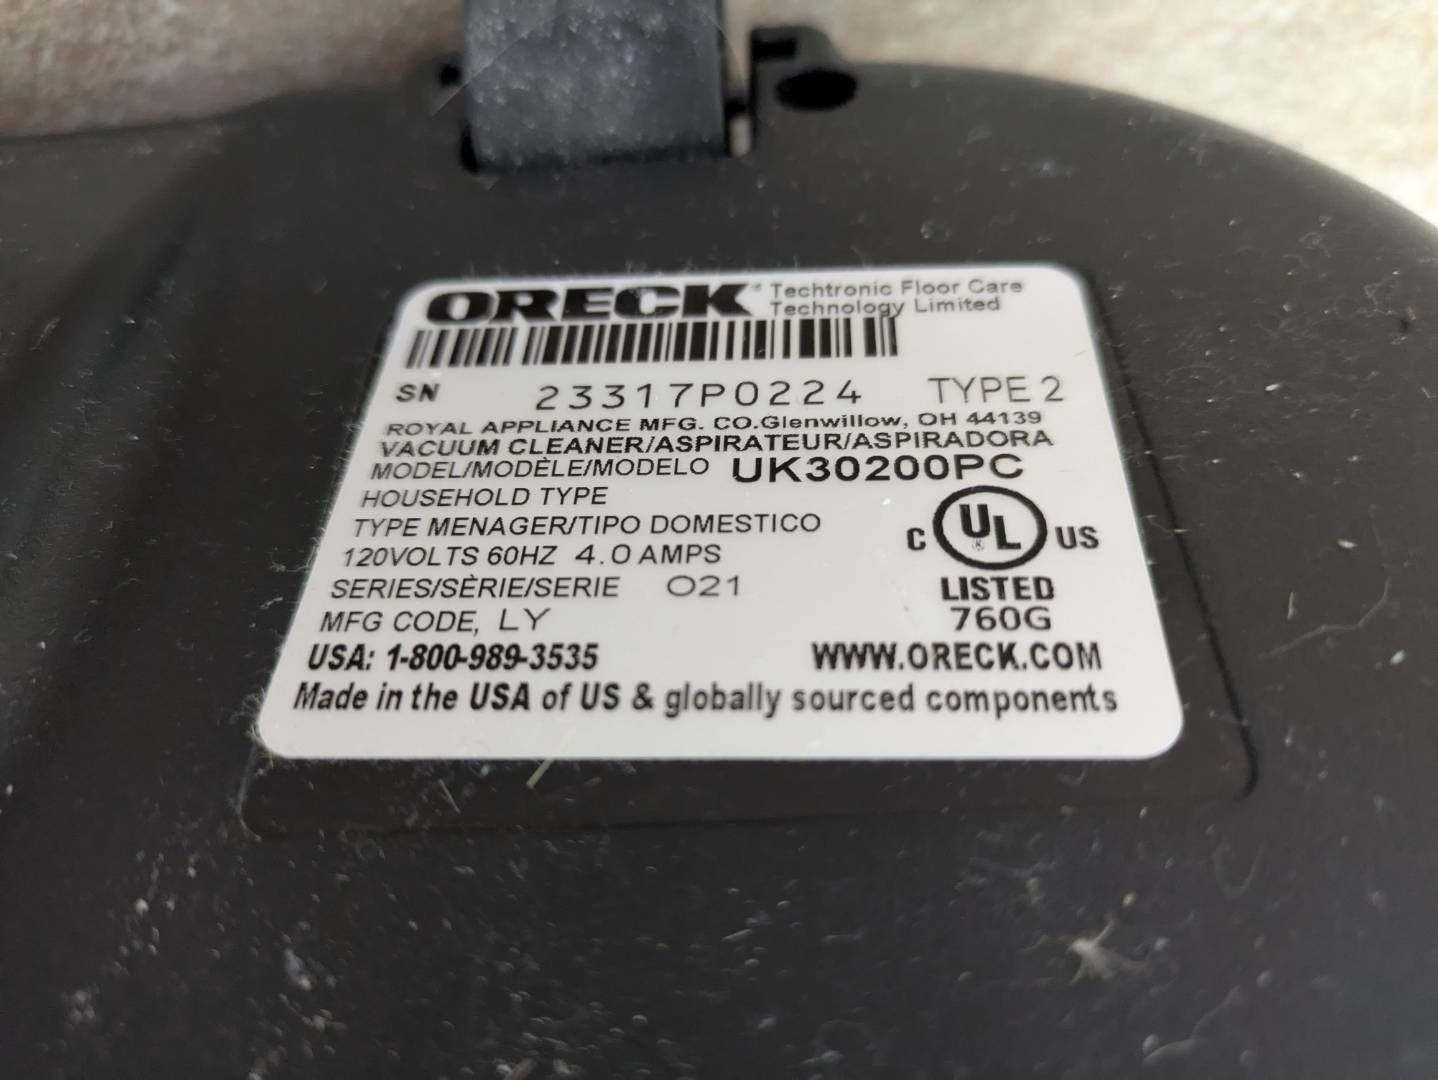 ORECK® Techtronic Floor Care
Technology Limited
SN 23317P0224 TYPE 2
ROYAL APPLIANCE MFG. CO.Glenwillow, OH 44139
VACUUM CLEANER/ASPIRATEUR/ASPIRADORA
MODEL/MODÈLE/MODELO UK30200PC
HOUSEHOLD TYPE
TYPE MENAGER/TIPO DOMESTICO
120VOLTS 60HZ 4.0 AMPS
C UL® US
SERIES/SÈRIE/SERIE 021
LISTED
MFG CODE, LY
760G
USA: 1-800-989-3535 WWW.ORECK.COM
Made in the USA of US & globally sourced components